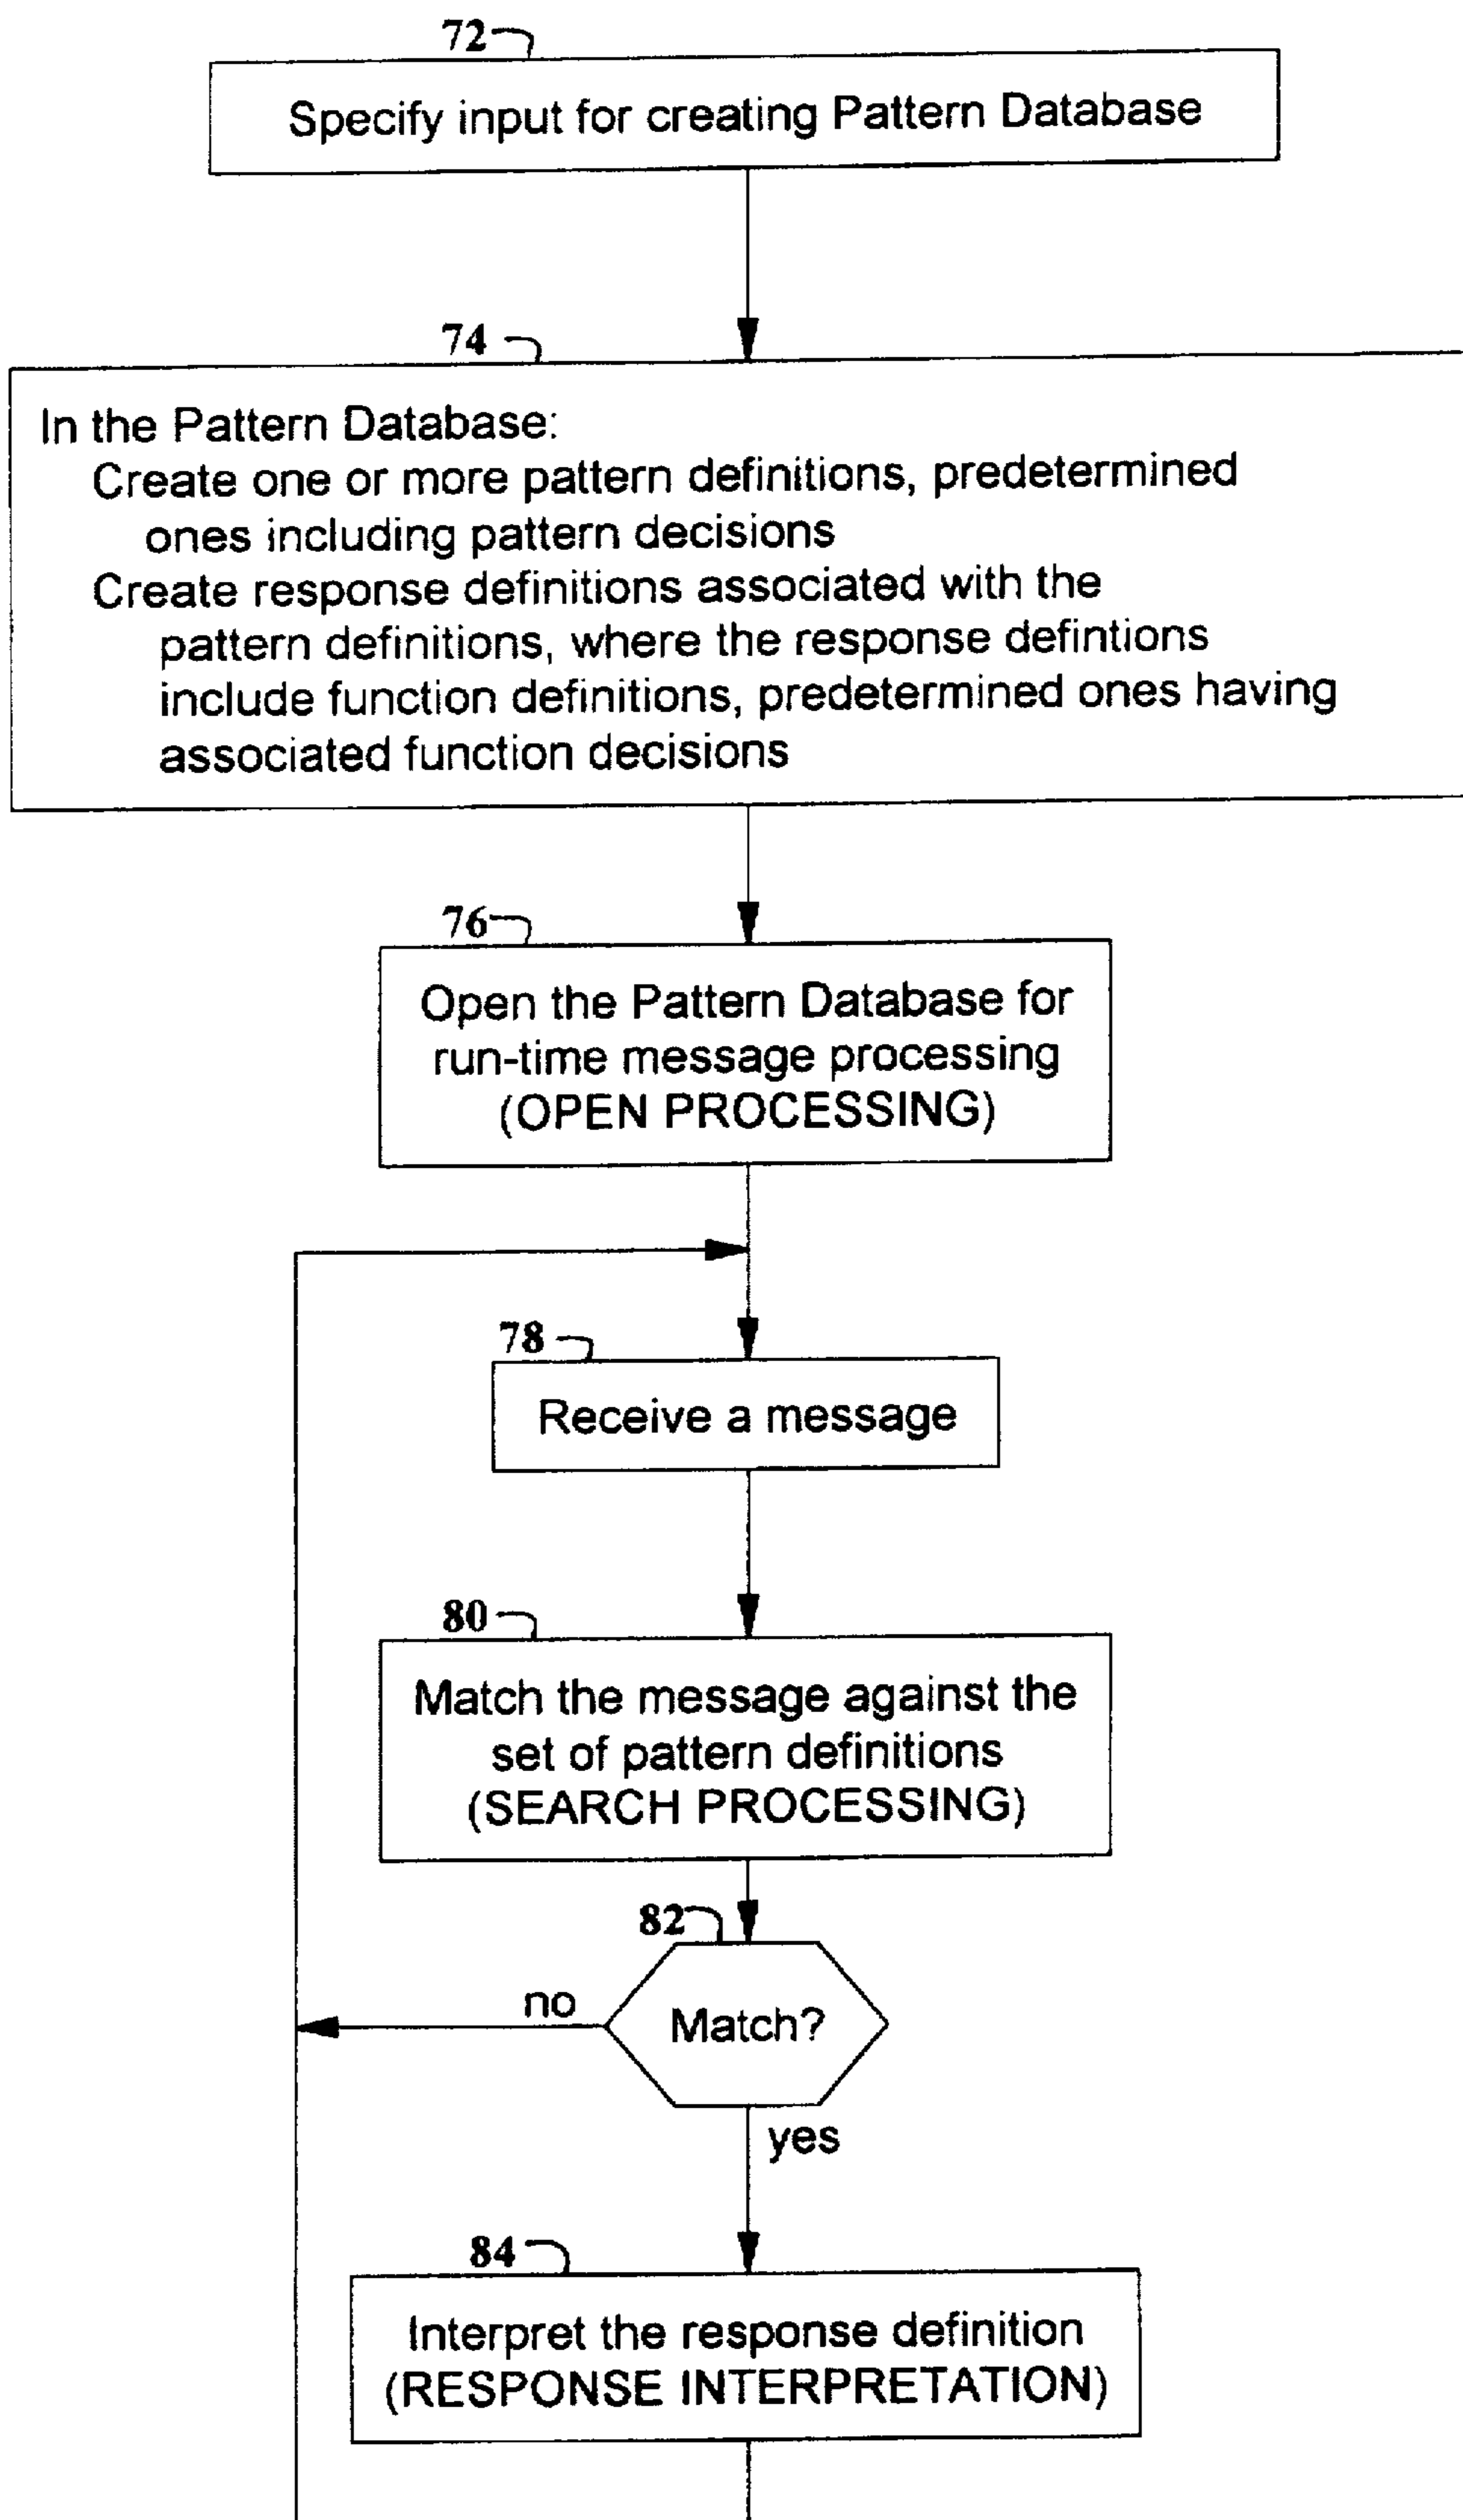 72
Specify input for creating Pattern Database
74
In the Pattern Database:
Create one or more pattern definitions, predetermined
ones including pattern decisions
Create response definitions associated with the
pattern definitions, where the response defintions
include function definitions, predetermined ones having
associated function decisions
76
Open the Pattern Database for
run-time message processing
(OPEN PROCESSING)
78
Receive a message
80
Match the message against the
set of pattern definitions
(SEARCH PROCESSING)
82
no
Match?
yes
84
Interpret the response definition
(RESPONSE INTERPRETATION)